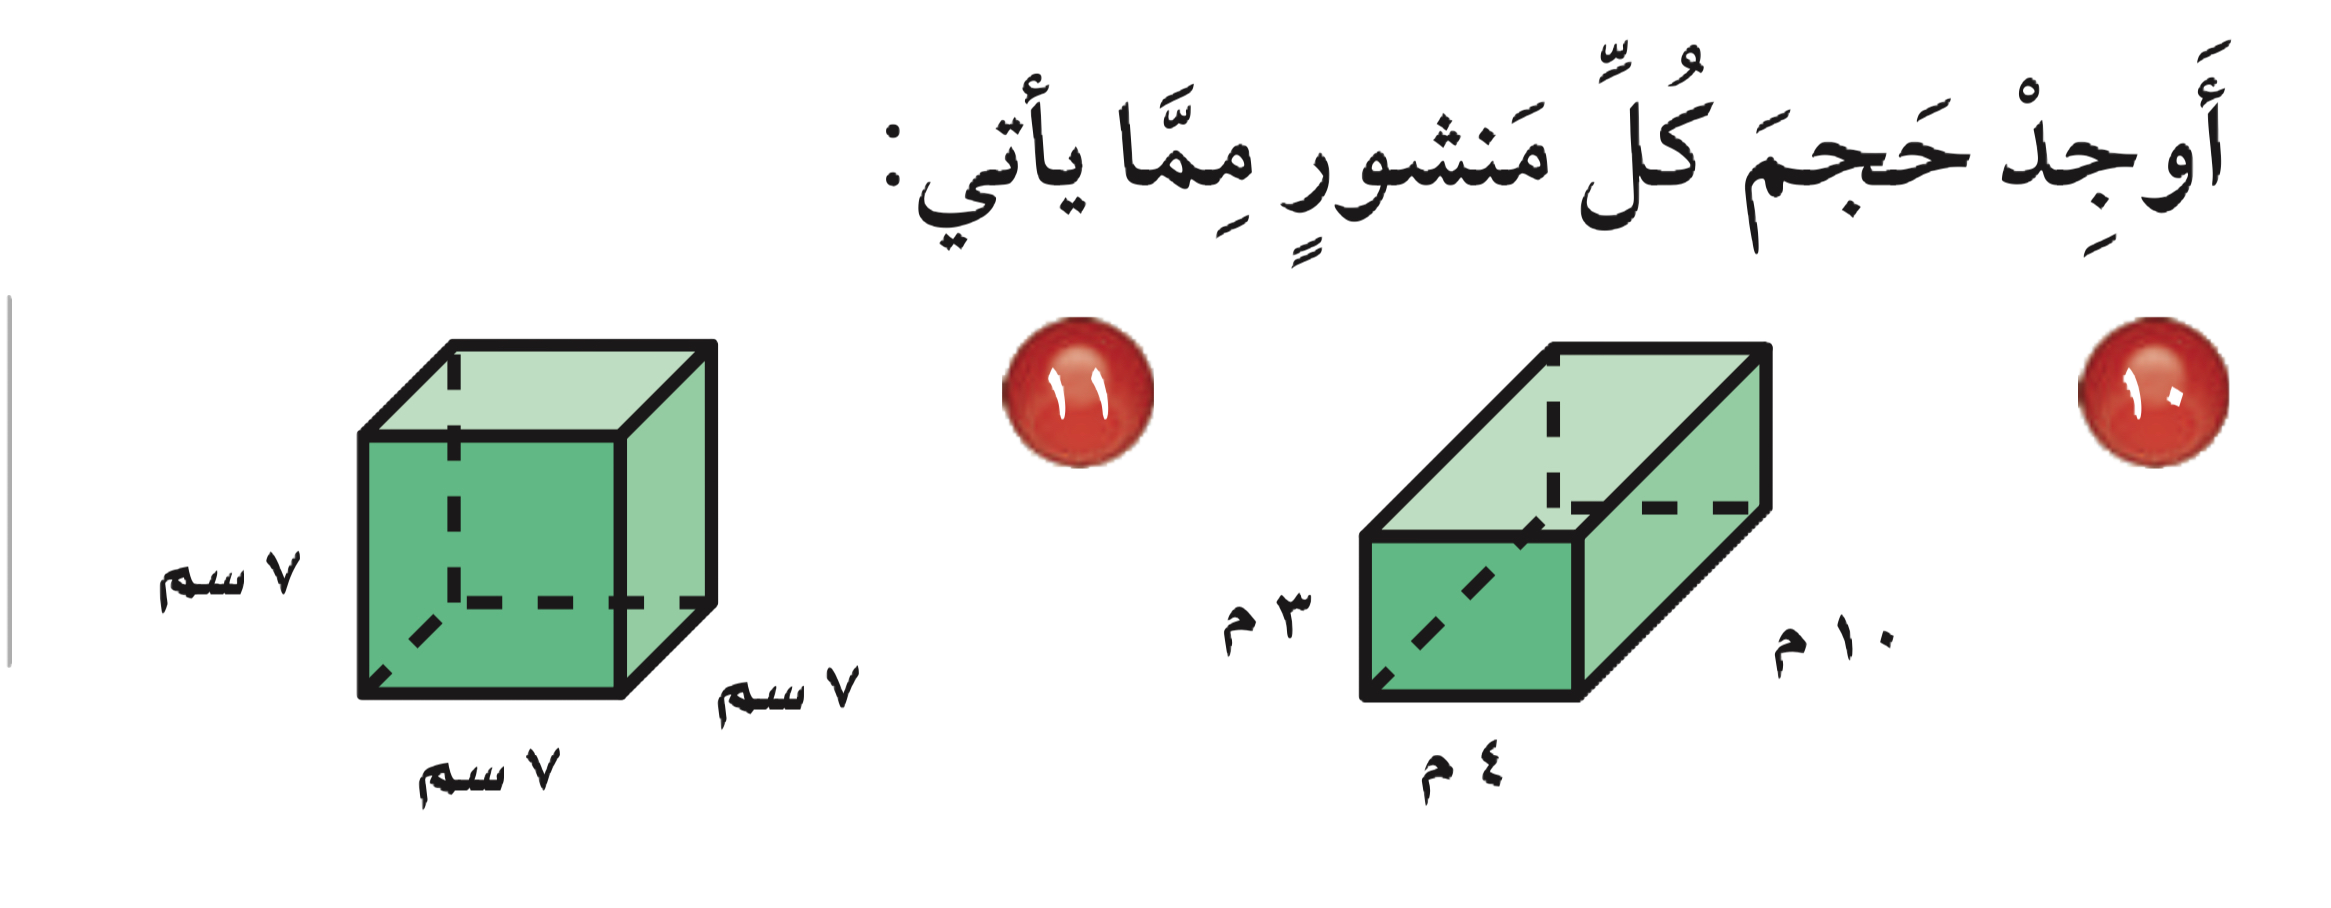 أَوجِدْ حَجمَ كُلِّ مَنشورٍ مِمَّا يأتي:
١٠
٣ م
١٠ م
٤ م
١١
٧ سم
٧ سم
٧ سم